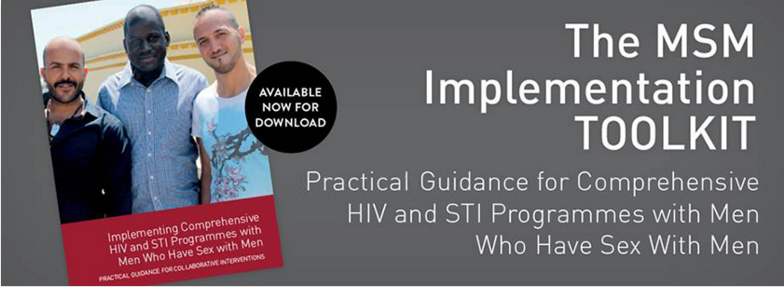 AVAILABLE
NOW FOR
DOWNLOAD
Implementing Comprehensive
HIV and STI Programmes with
Men Who Have Sex with Men
PRACTICAL GUIDANCE FOR COLLABORATIVE INTERVENTIONS
The MSM
Implementation
TOOLKIT
Practical Guidance for Comprehensive
HIV and STI Programmes with Men
Who Have Sex With Men